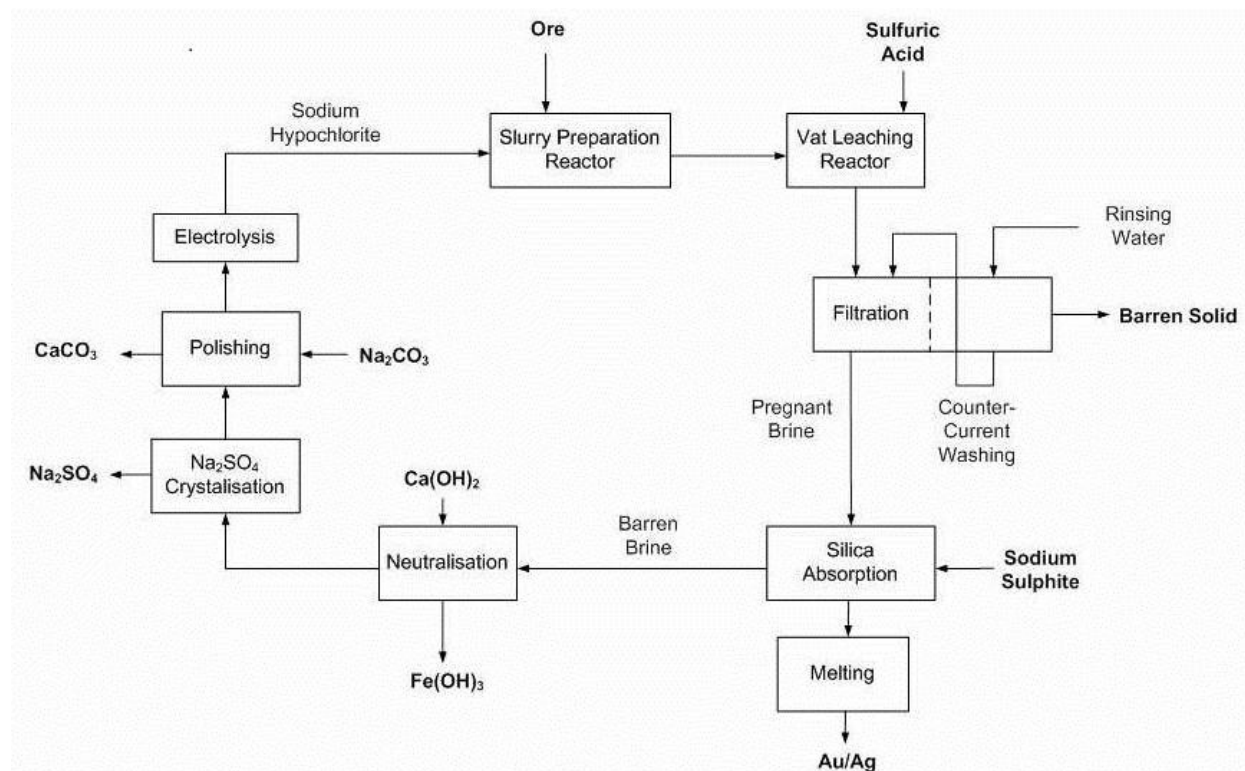 Ore
Sulfuric
Acid
Sodium
Hypochlorite
Slurry Preparation
Reactor
Vat Leaching
Reactor
Electrolysis
Rinsing
Water
Filtration
Barren Solid
CaCO₃
Polishing
Na₂CO₃
Pregnant
Brine
Counter-
Current
Washing
Na₂SO₄
Na₂SO₄
Crystalisation
Ca(OH)₂
Neutralisation
Barren
Brine
Silica
Absorption
Sodium
Sulphite
Fe(OH)₃
Melting
Au/Ag